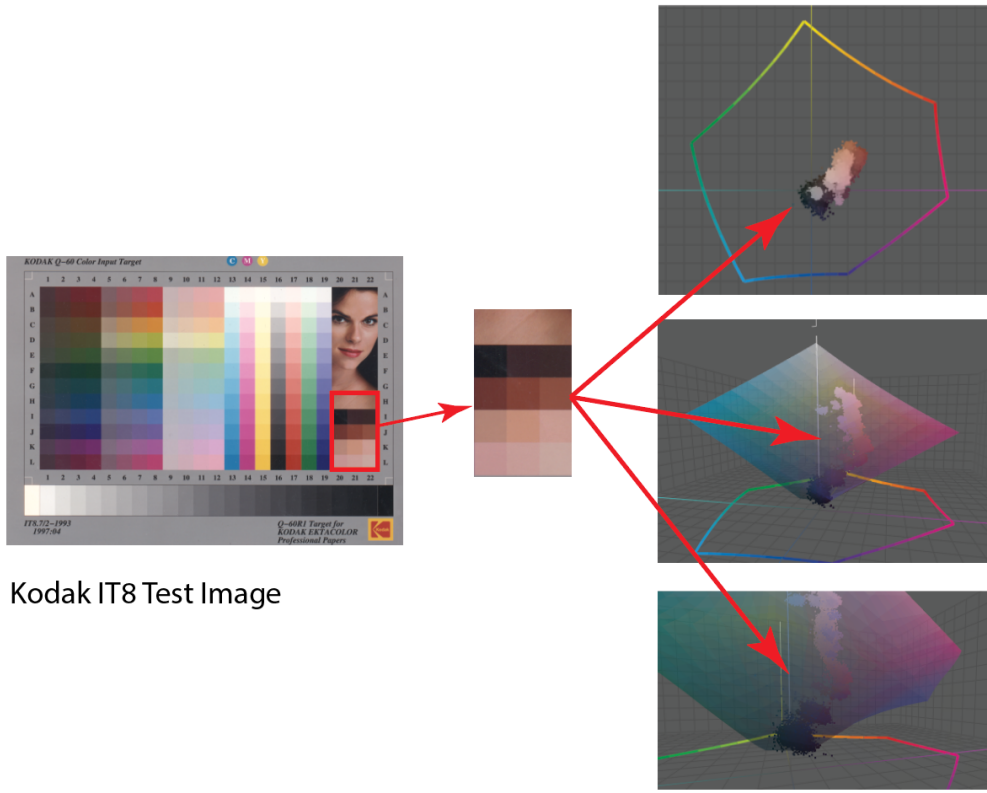 KODAK Q-60 Color Input Target
C M Y
1 2 3 4 5 6 7 8 9 10 11 12 13 14 15 16 17 18 19 20 21 22
A A
B B
C C
D D
E E
F F
G G
H H
I I
J J
K K
L L
1 2 3 4 5 6 7 8 9 10 11 12 13 14 15 16 17 18 19 20 21 22
IT8.7/2-1993
1997:04
Q-60R1 Target for
KODAK EKTACOLOR
Professional Papers
Kodak
Kodak IT8 Test Image